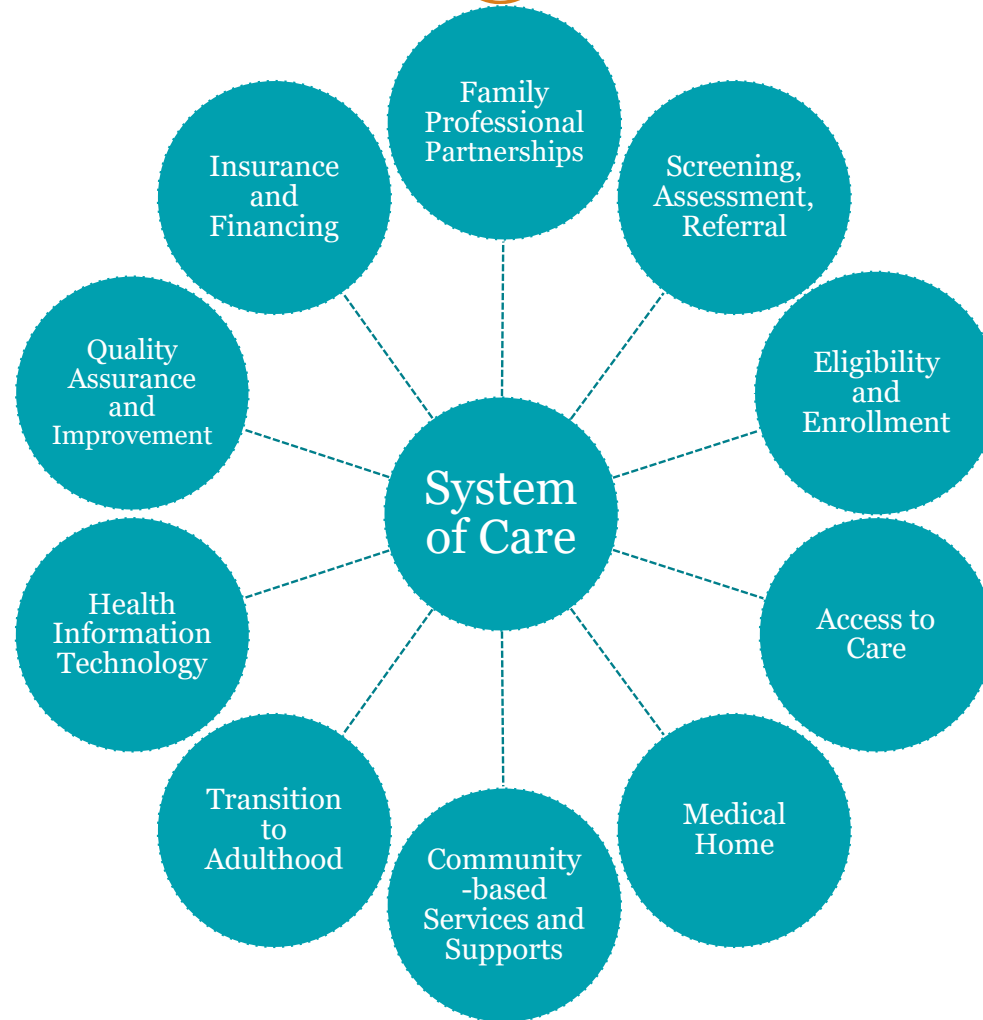 Family
Professional
Partnerships
Screening,
Assessment,
Referral
Eligibility
and
Enrollment
Access to
Care
Medical
Home
Community
-based
Services and
Supports
Transition
to
Adulthood
Health
Information
Technology
Quality
Assurance
and
Improvement
Insurance
and
Financing
System
of Care